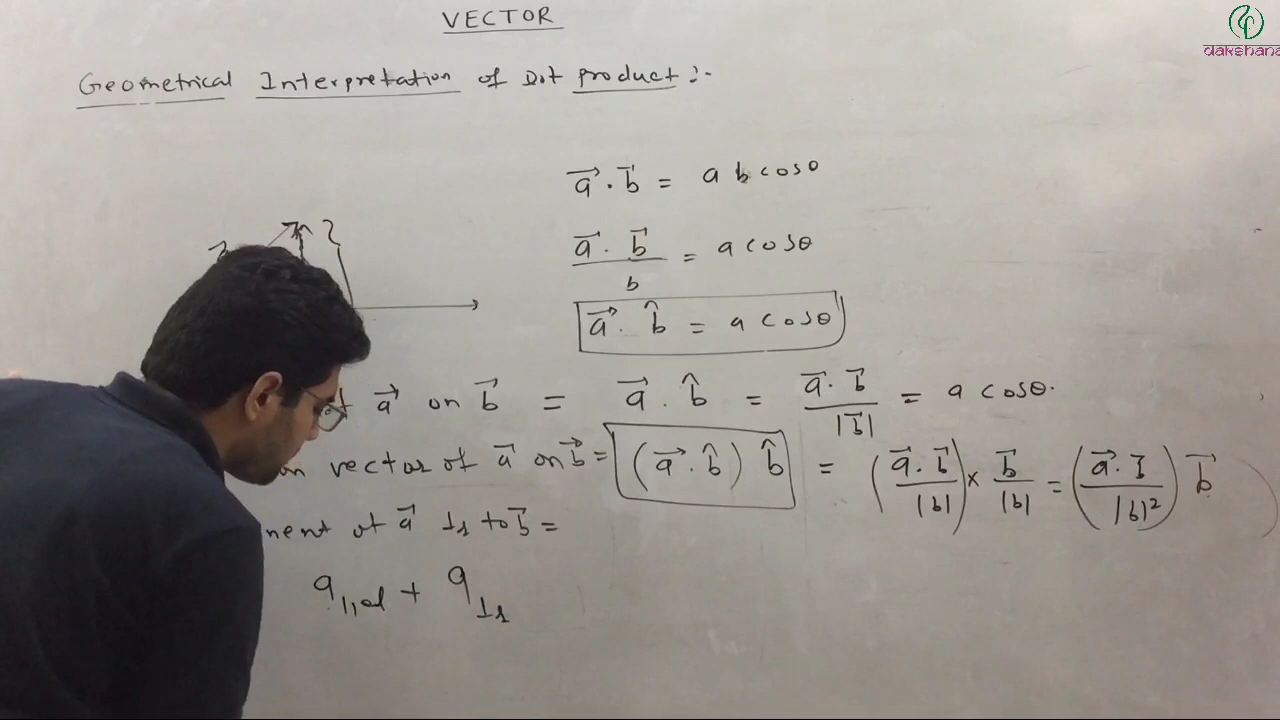 VECTOR
dakshana
Geometrical Interpretation of Dot product :-
a⃗ . b⃗ = a b cosθ
a⃗ . b⃗ / b = a cosθ
a⃗ . b̂ = a cosθ
of a⃗ on b⃗ = a⃗ . b̂ = a⃗ . b⃗ / |b⃗| = a cosθ.
vector of a⃗ on b⃗ = (a⃗ . b̂) b̂ = (a⃗ . b⃗ / |b|) × b⃗ / |b| = (a⃗ . b⃗ / |b|²) b⃗
nent of a⃗ ⊥r to b⃗ =
a||el + a⊥r